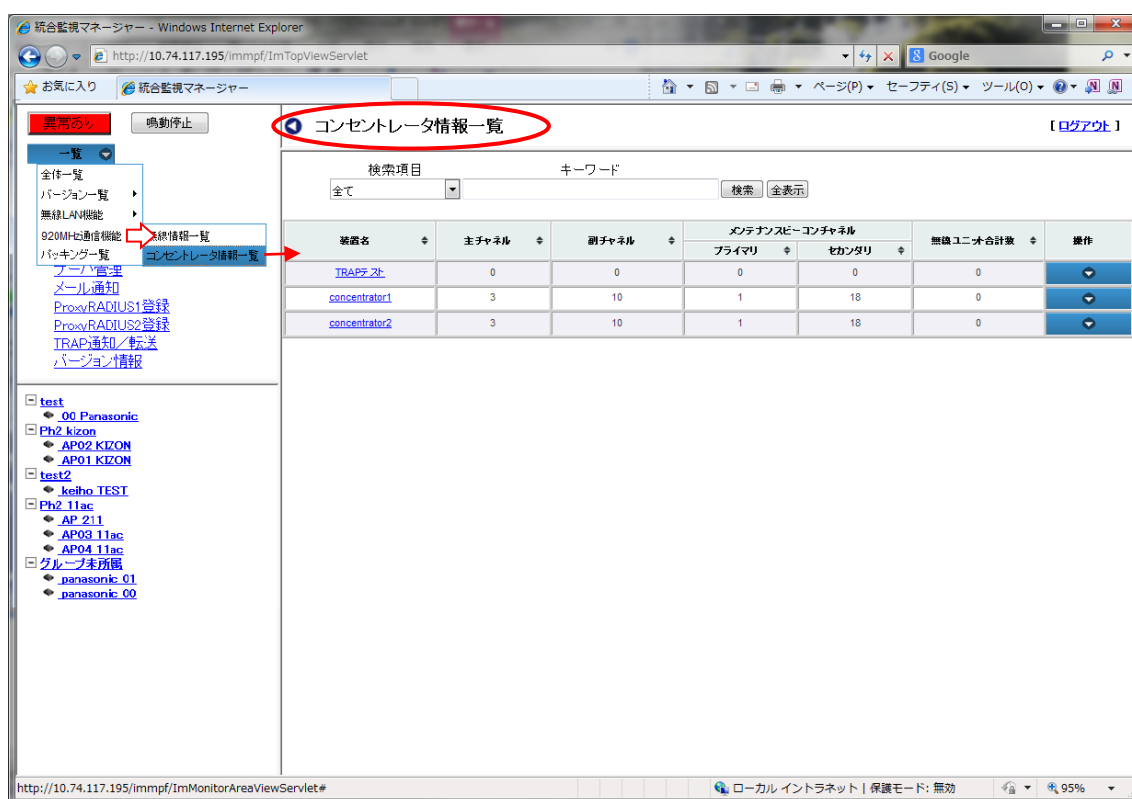 統合監視マネージャー - Windows Internet Explorer
http://10.74.117.195/immpf/ImTopViewServlet
Google
お気に入り 統合監視マネージャー
ページ(P) セーフティ(S) ツール(O)
異常あり 鳴動停止
コンセントレータ情報一覧
[ ログアウト ]
一覧
全体一覧
バージョン一覧
無線LAN機能
920MHz通信機能
バッキング一覧
無線情報一覧
コンセントレータ情報一覧
メール通知
ProxyRADIUS1登録
ProxyRADIUS2登録
TRAP通知／転送
バージョン情報
検索項目 キーワード
全て 検索 全表示
装置名 主チャネル 副チャネル メンテナンスビーコンチャネル 無線ユニット合計数 操作
プライマリ セカンダリ
TRAPテスト 0 0 0 0 0
concentrator1 3 10 1 18 0
concentrator2 3 10 1 18 0
test
00 Panasonic
Ph2 kizon
AP02 KIZON
AP01 KIZON
test2
keiho TEST
Ph2 11ac
AP 211
AP03 11ac
AP04 11ac
グループ未所属
panasonic 01
panasonic 00
http://10.74.117.195/immpf/ImMonitorAreaViewServlet#
ローカル イントラネット | 保護モード: 無効
95%